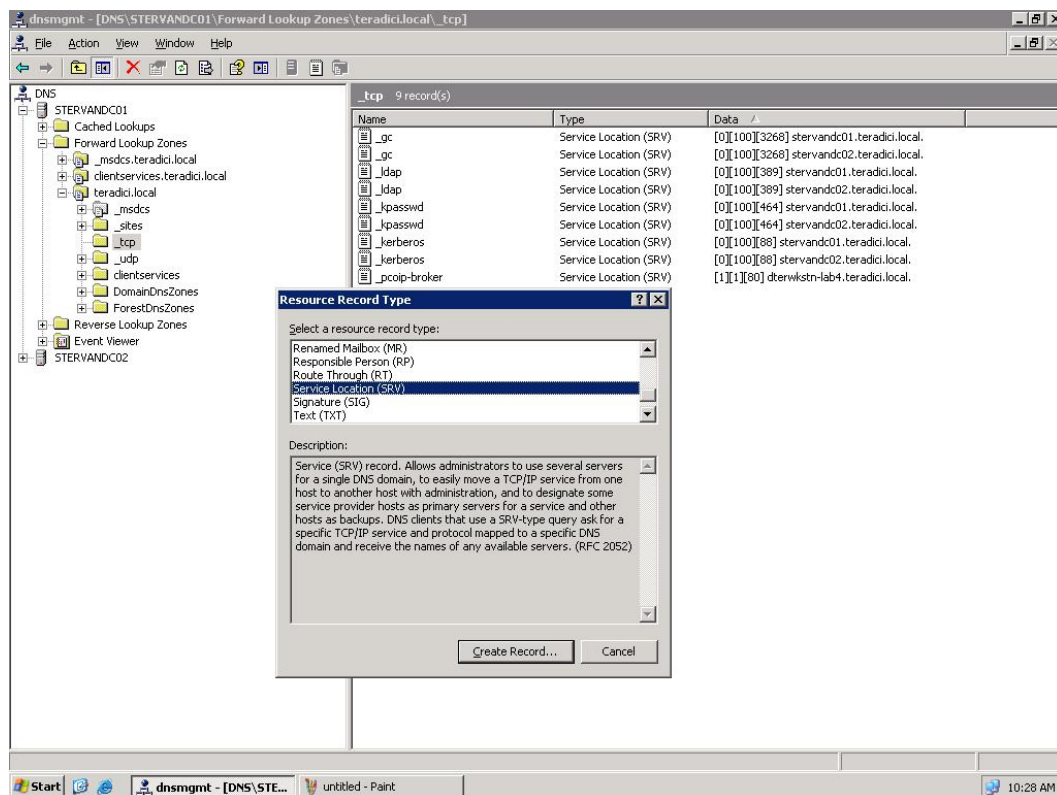 dnsmgmt - [DNS\STERVANDC01\Forward Lookup Zones\teradici.local\_tcp]
File Action View Window Help
DNS
STERVANDC01
Cached Lookups
Forward Lookup Zones
_msdcs.teradici.local
clientservices.teradici.local
teradici.local
_msdcs
_sites
_tcp
_udp
clientservices
DomainDnsZones
ForestDnsZones
Reverse Lookup Zones
Event Viewer
STERVANDC02
_tcp 9 record(s)
Name Type Data
_gc Service Location (SRV) [0][100][3268] stervandc01.teradici.local.
_gc Service Location (SRV) [0][100][3268] stervandc02.teradici.local.
_ldap Service Location (SRV) [0][100][389] stervandc01.teradici.local.
_ldap Service Location (SRV) [0][100][389] stervandc02.teradici.local.
_kpasswd Service Location (SRV) [0][100][464] stervandc01.teradici.local.
_kpasswd Service Location (SRV) [0][100][464] stervandc02.teradici.local.
_kerberos Service Location (SRV) [0][100][88] stervandc01.teradici.local.
_kerberos Service Location (SRV) [0][100][88] stervandc02.teradici.local.
_pcoip-broker Service Location (SRV) [1][1][80] dterwkstn-lab4.teradici.local.
Resource Record Type
Select a resource record type:
Renamed Mailbox (MR)
Responsible Person (RP)
Route Through (RT)
Service Location (SRV)
Signature (SIG)
Text (TXT)
Description:
Service (SRV) record. Allows administrators to use several servers
for a single DNS domain, to easily move a TCP/IP service from one
host to another host with administration, and to designate some
service provider hosts as primary servers for a service and other
hosts as backups. DNS clients that use a SRV-type query ask for a
specific TCP/IP service and protocol mapped to a specific DNS
domain and receive the names of any available servers. (RFC 2052)
Create Record... Cancel
Start dnsmgmt - [DNS\STE... untitled - Paint 10:28 AM